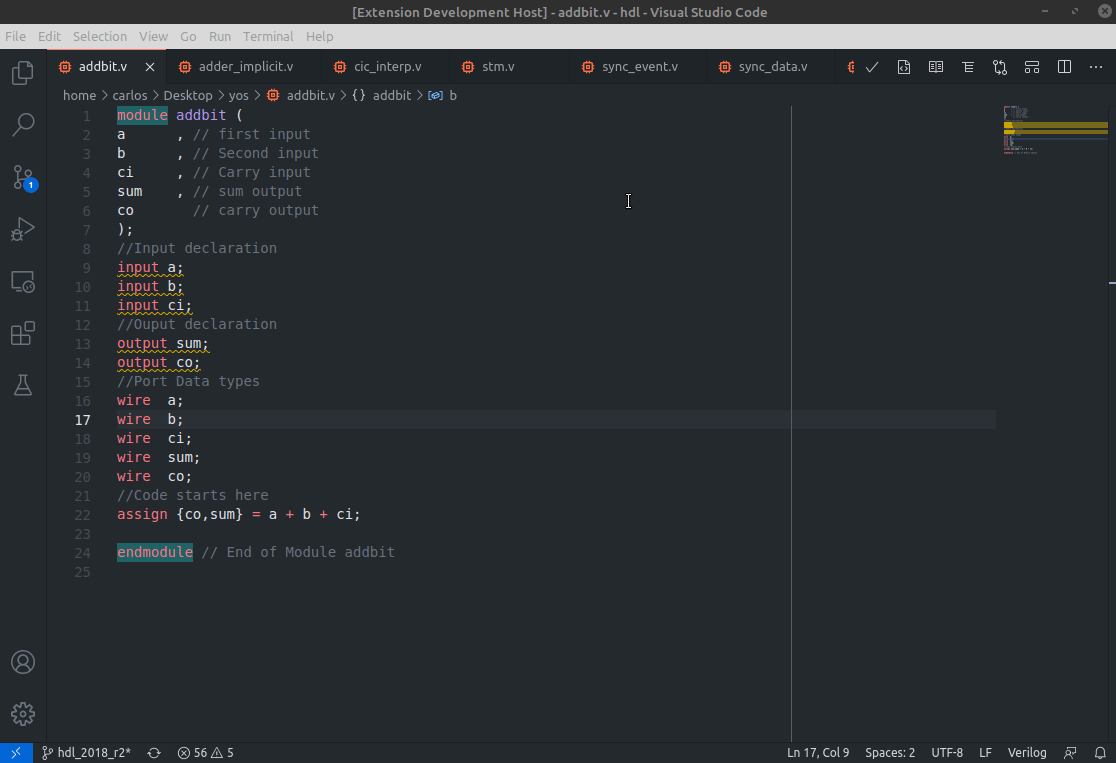 [Extension Development Host] - addbit.v - hdl - Visual Studio Code
File Edit Selection View Go Run Terminal Help
addbit.v adder_implicit.v cic_interp.v stm.v sync_event.v sync_data.v
home > carlos > Desktop > yos > addbit.v > {} addbit > b
1 module addbit (
2 a      , // first input
3 b      , // Second input
4 ci     , // Carry input
5 sum    , // sum output
6 co       // carry output
7 );
8 //Input declaration
9 input a;
10 input b;
11 input ci;
12 //Ouput declaration
13 output sum;
14 output co;
15 //Port Data types
16 wire  a;
17 wire  b;
18 wire  ci;
19 wire  sum;
20 wire  co;
21 //Code starts here
22 assign {co,sum} = a + b + ci;
23
24 endmodule // End of Module addbit
25
1
hdl_2018_r2* 56 5 Ln 17, Col 9 Spaces: 2 UTF-8 LF Verilog